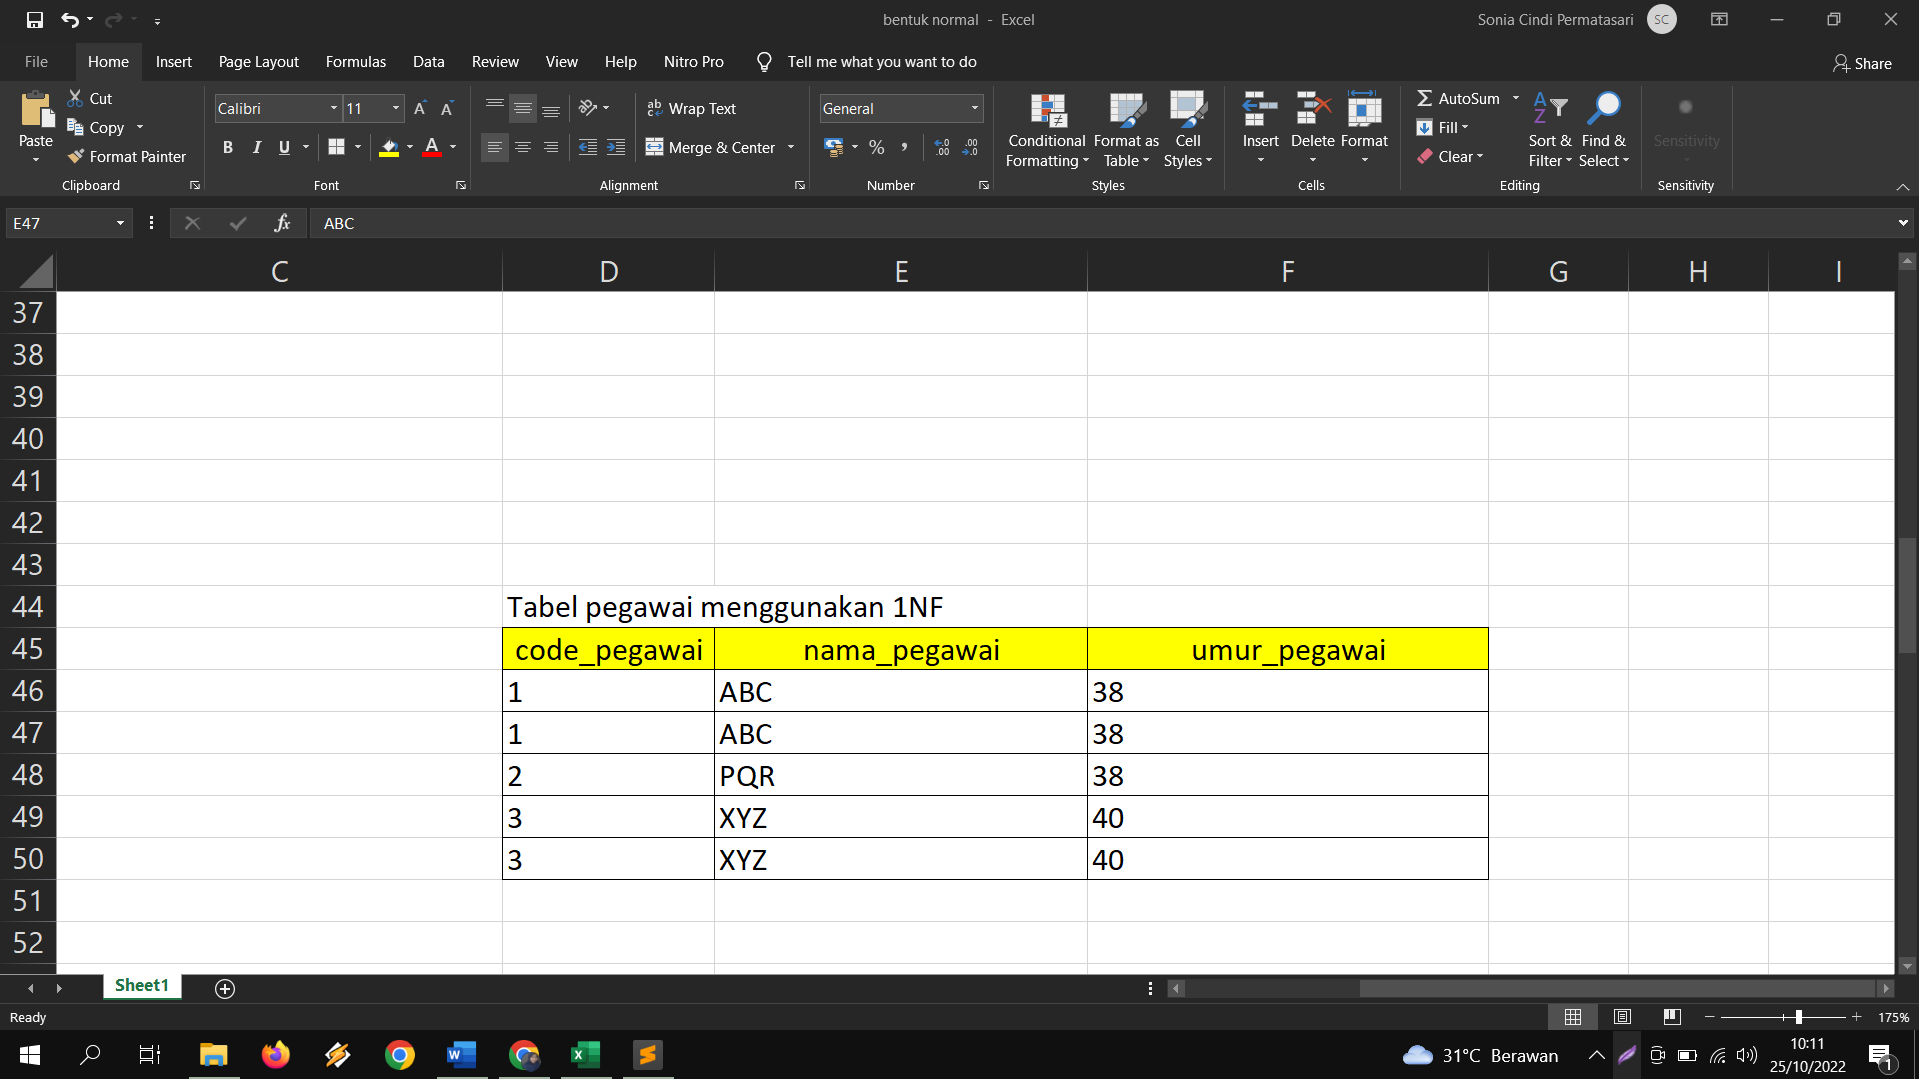 bentuk normal - Excel
Sonia Cindi Permatasari SC
File Home Insert Page Layout Formulas Data Review View Help Nitro Pro Tell me what you want to do Share
Paste
Cut
Copy
Format Painter
Clipboard
Calibri 11
B I U
Font
Wrap Text
Merge & Center
Alignment
General
Number
Conditional Formatting
Format as Table
Cell Styles
Styles
Insert Delete Format
Cells
AutoSum
Fill
Clear
Sort & Filter
Find & Select
Editing
Sensitivity
Sensitivity
E47 fx ABC
C D E F G H I
37
38
39
40
41
42
43
44 Tabel pegawai menggunakan 1NF
45 code_pegawai nama_pegawai umur_pegawai
46 1 ABC 38
47 1 ABC 38
48 2 PQR 38
49 3 XYZ 40
50 3 XYZ 40
51
52
Sheet1
Ready 175%
31°C Berawan
10:11
25/10/2022
1